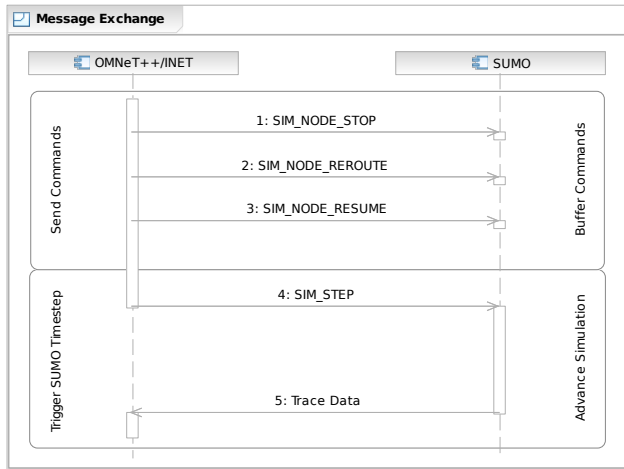 Message Exchange
OMNeT++/INET
SUMO
Send Commands
1: SIM_NODE_STOP
2: SIM_NODE_REROUTE
3: SIM_NODE_RESUME
Buffer Commands
Trigger SUMO Timestep
4: SIM_STEP
5: Trace Data
Advance Simulation